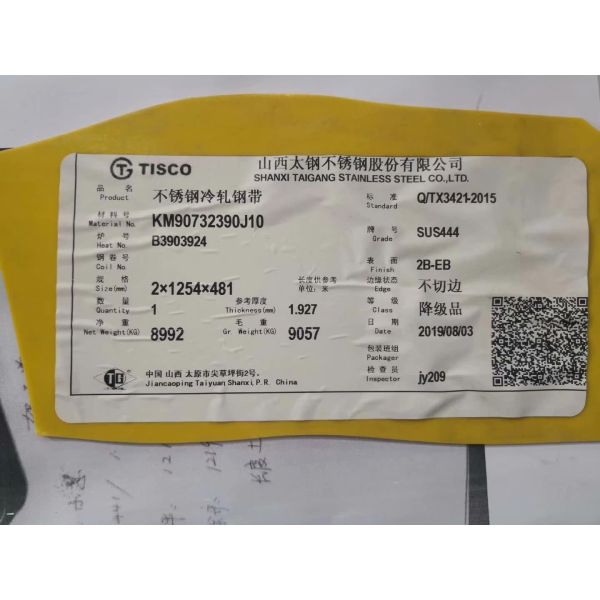 TISCO
山西太钢不锈钢股份有限公司
SHANXI TAIGANG STAINLESS STEEL CO.,LTD.
品 名
Product
不锈钢冷轧钢带
标 准
Standard
Q/TX3421-2015
材 料 号
Material No.
KM90732390J10
炉 号
Heat No.
B3903924
牌 号
Grade
SUS444
钢 卷 号
Coil No.
表 面
Finish
2B-EB
规 格
Size(mm)
2×1254×481
长度供参考
单位: 米
边缘状态
Edge
不切边
数 量
Quantity
1
参考厚度
Thickness(mm)
1.927
等 级
Class
降级品
净 重
Net Weight(KG)
8992
毛 重
Gr. Weight(KG)
9057
日 期
Date
2019/08/03
包装班组
Packager
中国 山西 太原市尖草坪街2号。
Jiancaoping Taiyuan Shanxi,P.R. China
检 查 员
Inspector
jy209